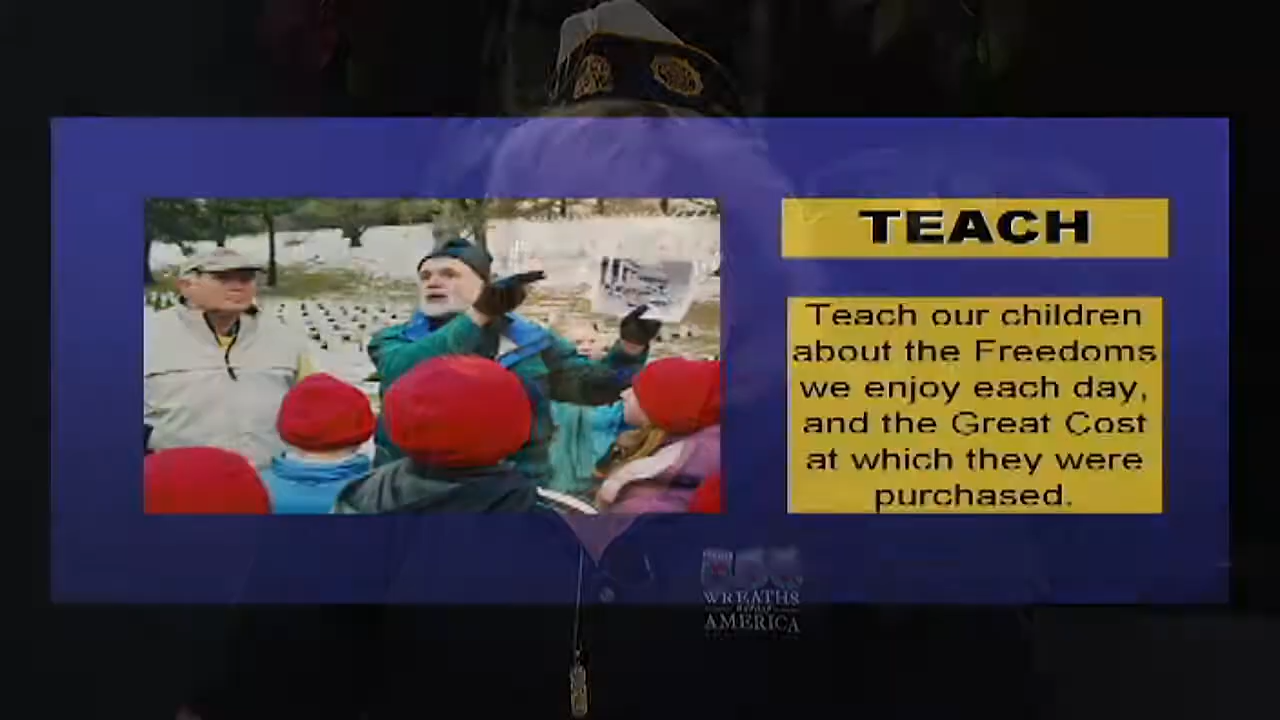 TEACH
Teach our children
about the Freedoms
we enjoy each day,
and the Great Cost
at which they were
purchased.
WREATHS
AMERICA